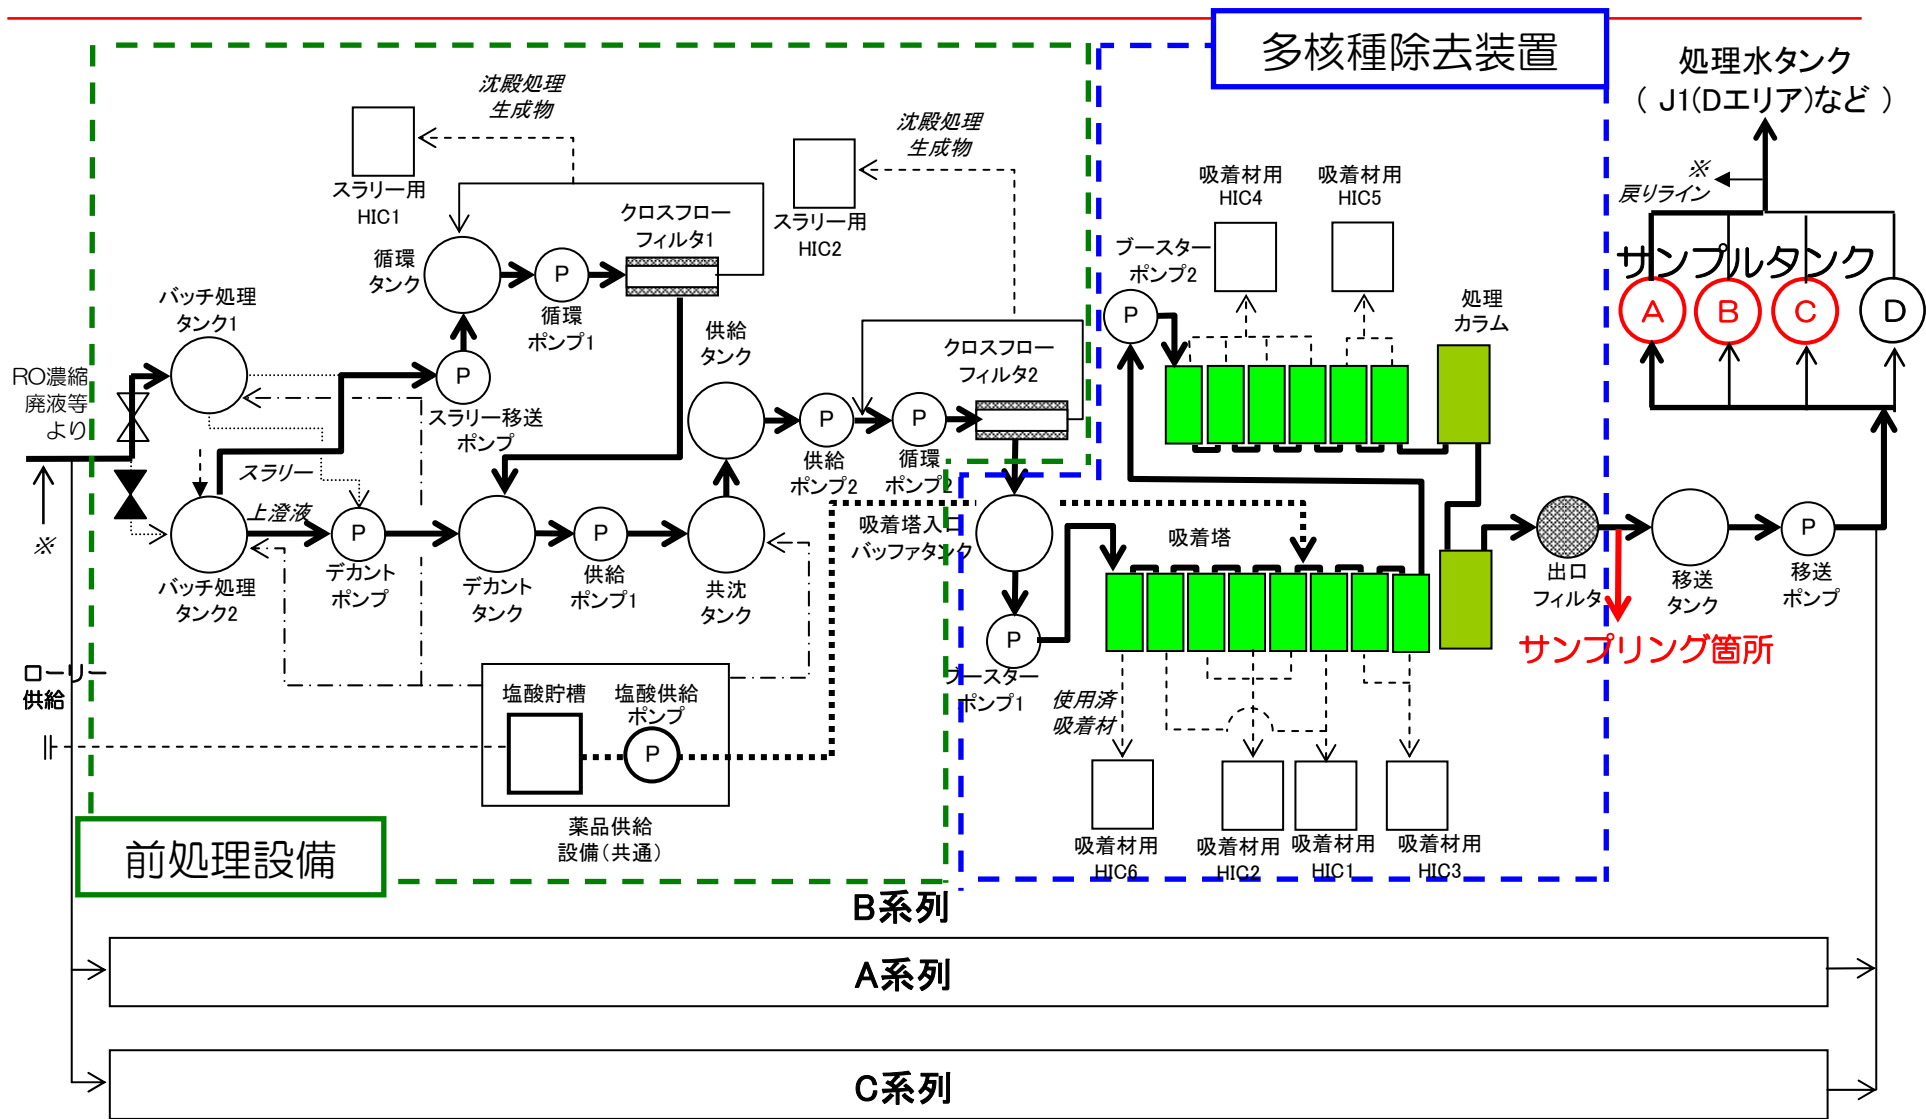 多核種除去装置
処理水タンク
( J1(Dエリア)など )
※
戻りライン
サンプルタンク
A
B
C
D
沈殿処理
生成物
スラリー用
HIC1
沈殿処理
生成物
スラリー用
HIC2
クロスフロー
フィルタ1
循環
タンク
P
循環
ポンプ1
バッチ処理
タンク1
RO濃縮
廃液等
より
※
P
スラリー移送
ポンプ
スラリー
上澄液
バッチ処理
タンク2
P
デカント
ポンプ
デカント
タンク
P
供給
ポンプ1
共沈
タンク
供給
タンク
P
供給
ポンプ2
P
循環
ポンプ2
クロスフロー
フィルタ2
吸着塔入口
バッファタンク
P
ブースター
ポンプ1
ブースター
ポンプ2
P
吸着材用
HIC4
吸着材用
HIC5
処理
カラム
吸着塔
使用済
吸着材
吸着材用
HIC6
吸着材用
HIC2
吸着材用
HIC1
吸着材用
HIC3
出口
フィルタ
サンプリング箇所
移送
タンク
P
移送
ポンプ
ローリー
供給
塩酸貯槽
塩酸供給
ポンプ
P
薬品供給
設備(共通)
前処理設備
B系列
A系列
C系列